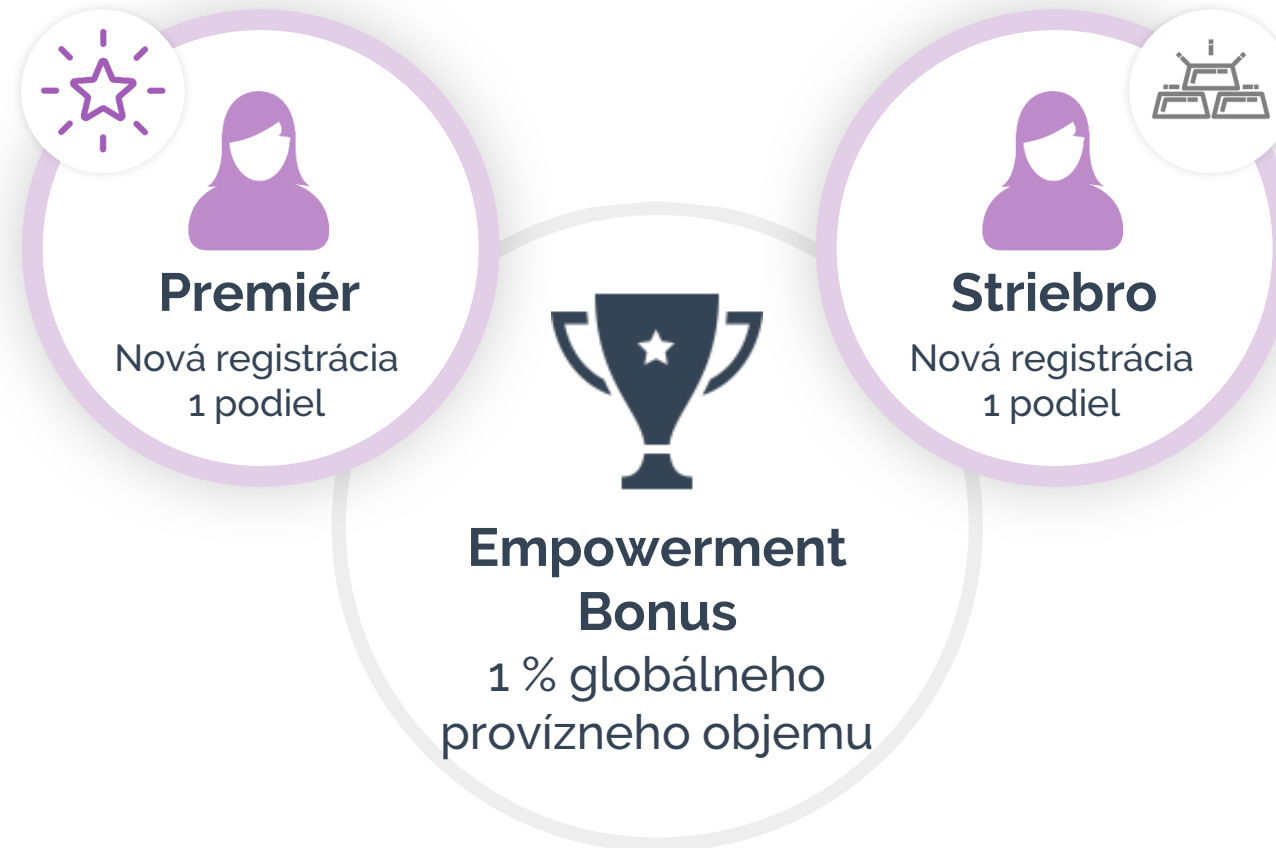 Premiér
Nová registrácia
1 podiel
Striebro
Nová registrácia
1 podiel
Empowerment
Bonus
1 % globálneho
provízneho objemu